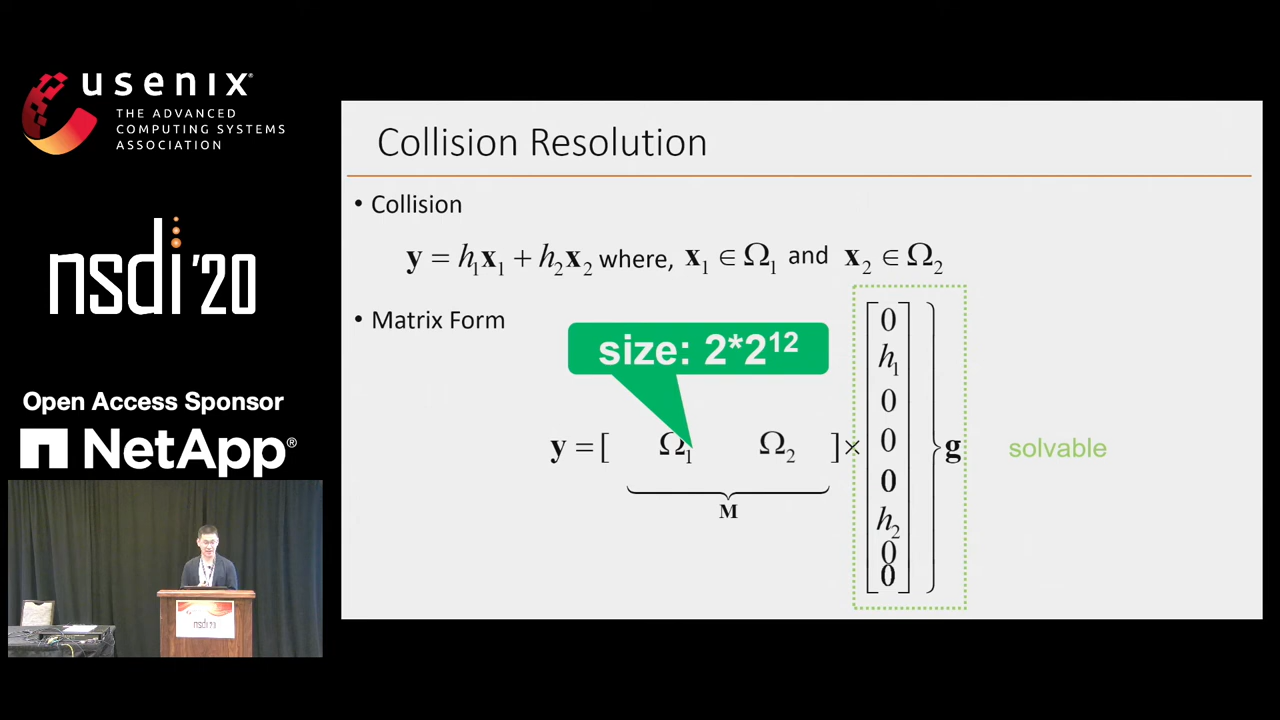 usenix®
THE ADVANCED
COMPUTING SYSTEMS
ASSOCIATION
nsdi '20
Open Access Sponsor
NetApp®
nsdi '20
Collision Resolution
• Collision
y = h₁x₁ + h₂x₂ where, x₁ ∈ Ω₁ and x₂ ∈ Ω₂
• Matrix Form
size: 2*2¹²
y = [ Ω₁ Ω₂ ] ×
M
0
h₁
0
0
0
h₂
0
0
g
solvable